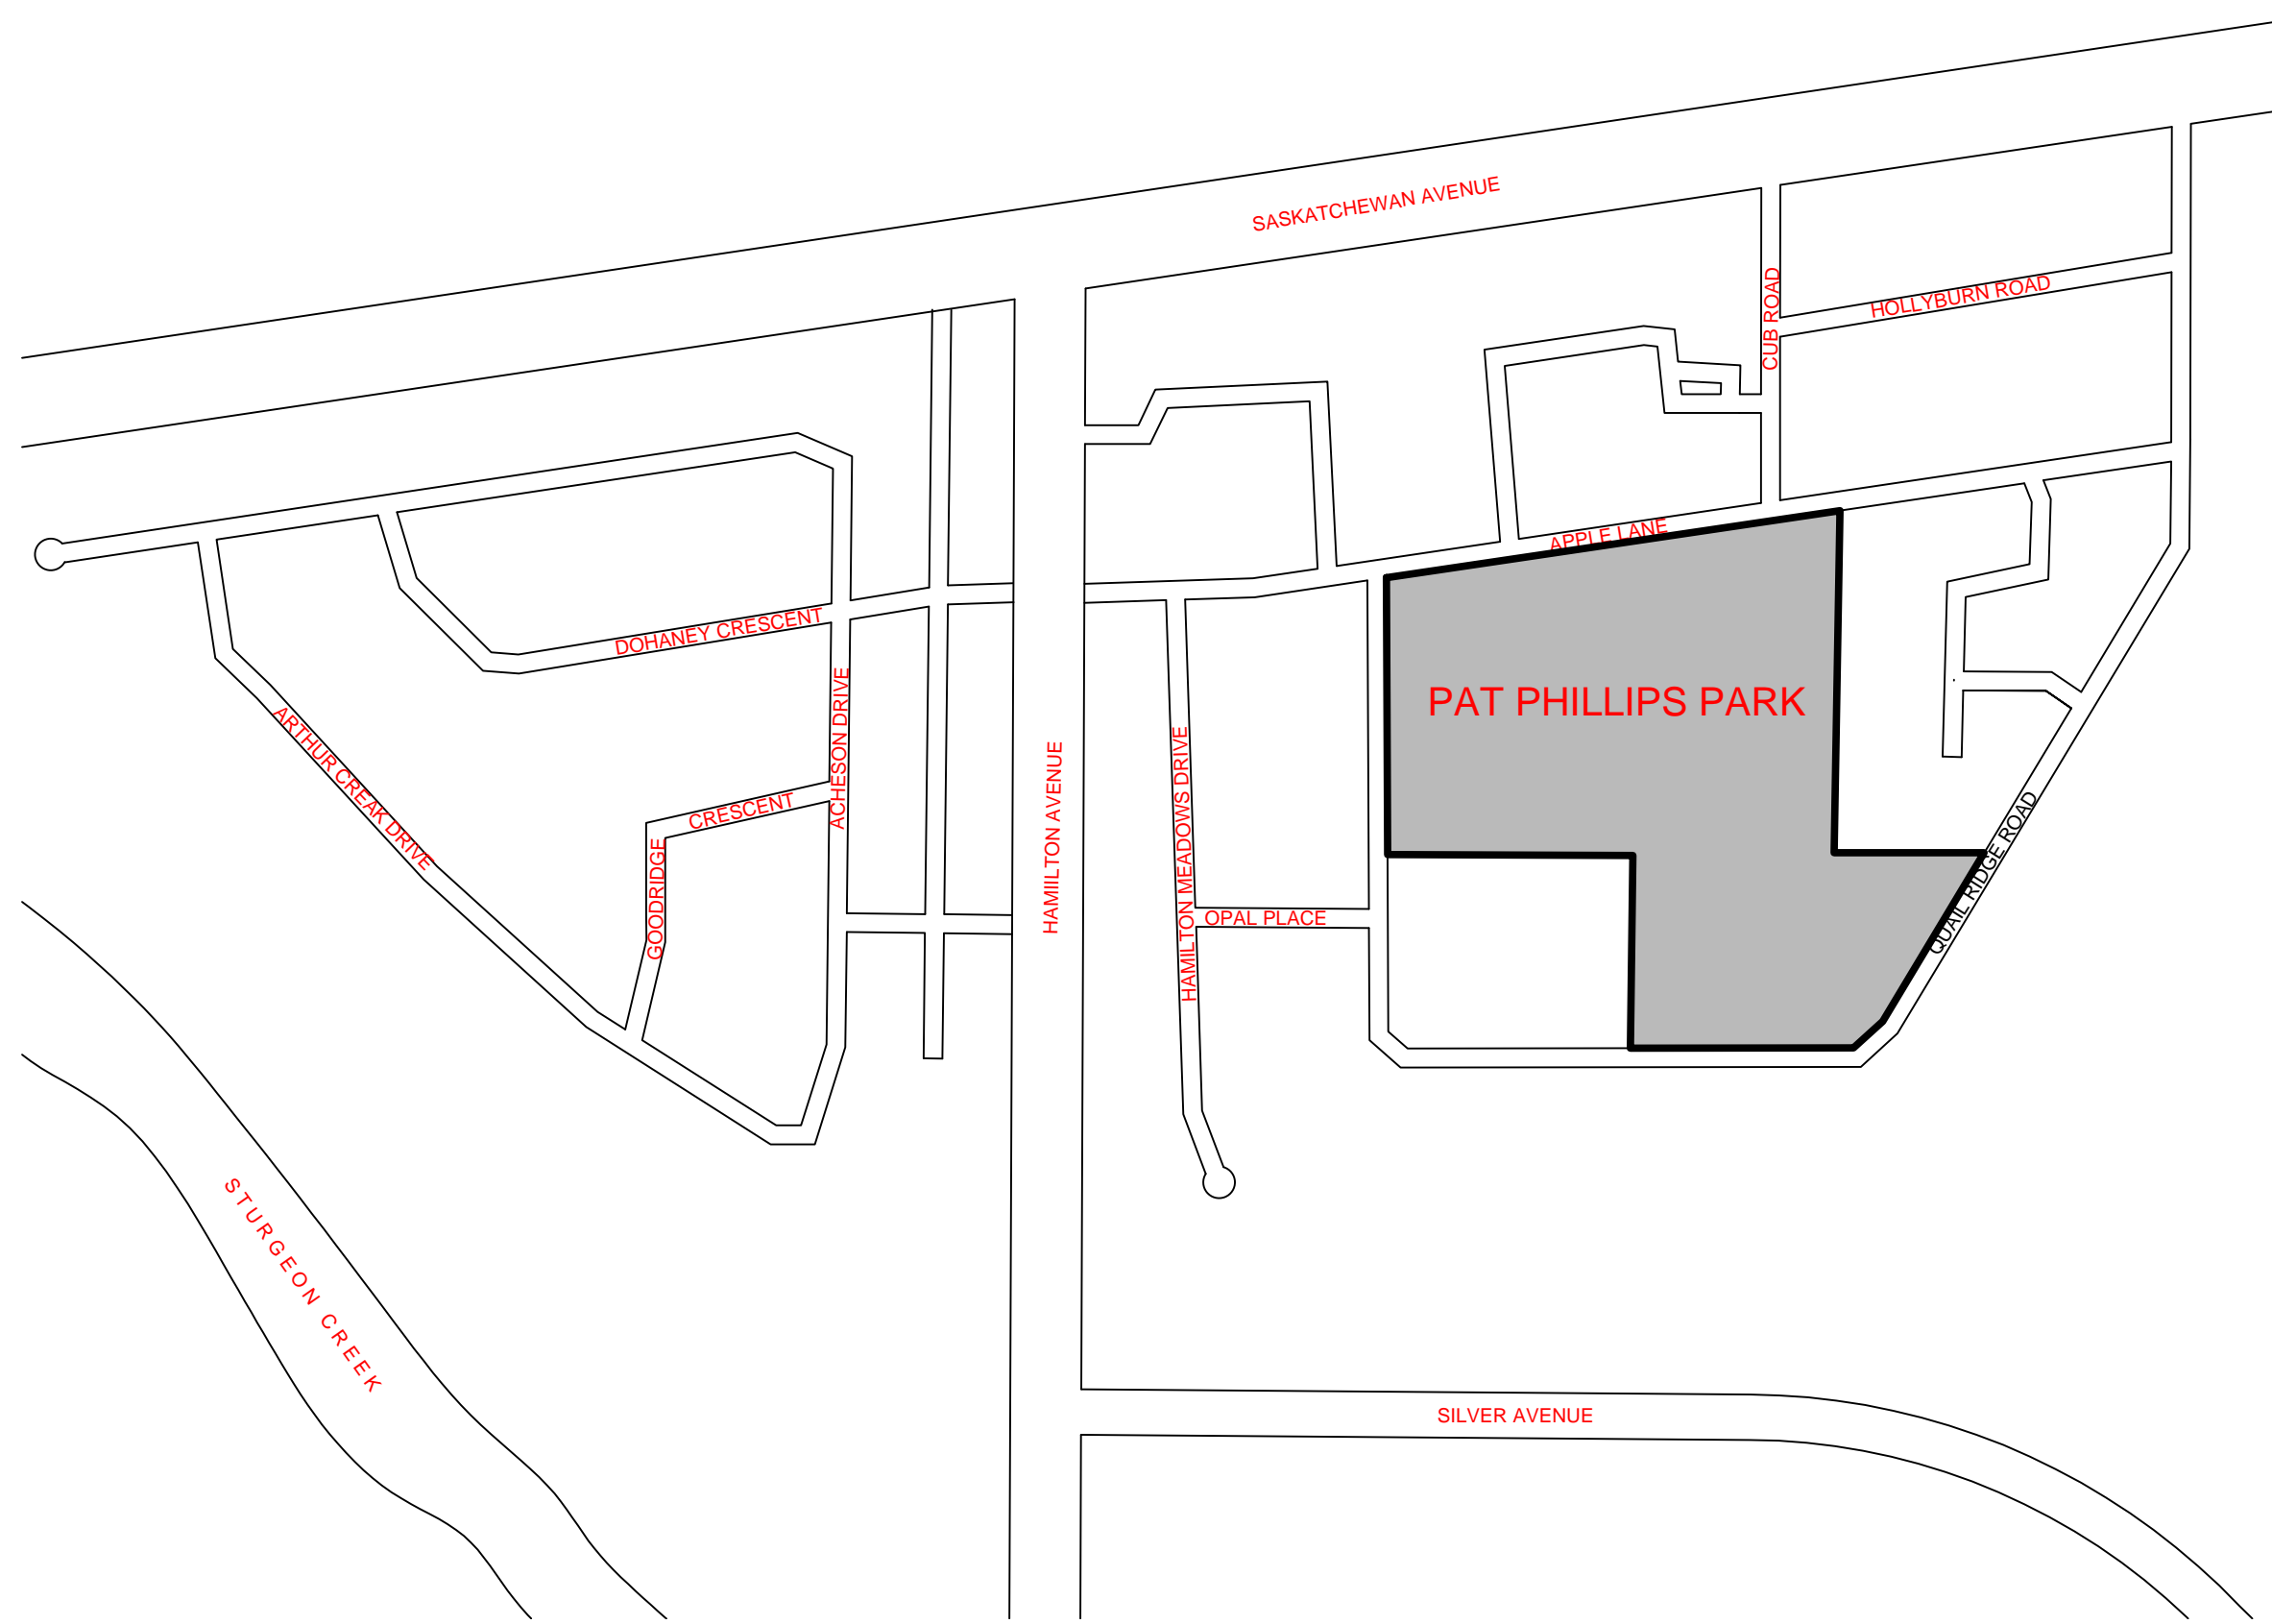 SASKATCHEWAN AVENUE
HOLLYBURN ROAD
CUB ROAD
APPLE LANE
DOHANEY CRESCENT
PAT PHILLIPS PARK
ARTHUR CREAK DRIVE
ACHESON DRIVE
HAMIILTON AVENUE
HAMILTON MEADOWS DRIVE
CRESCENT
GOODRIDGE
QUAIL RIDGE ROAD
OPAL PLACE
STURGEON CREEK
SILVER AVENUE